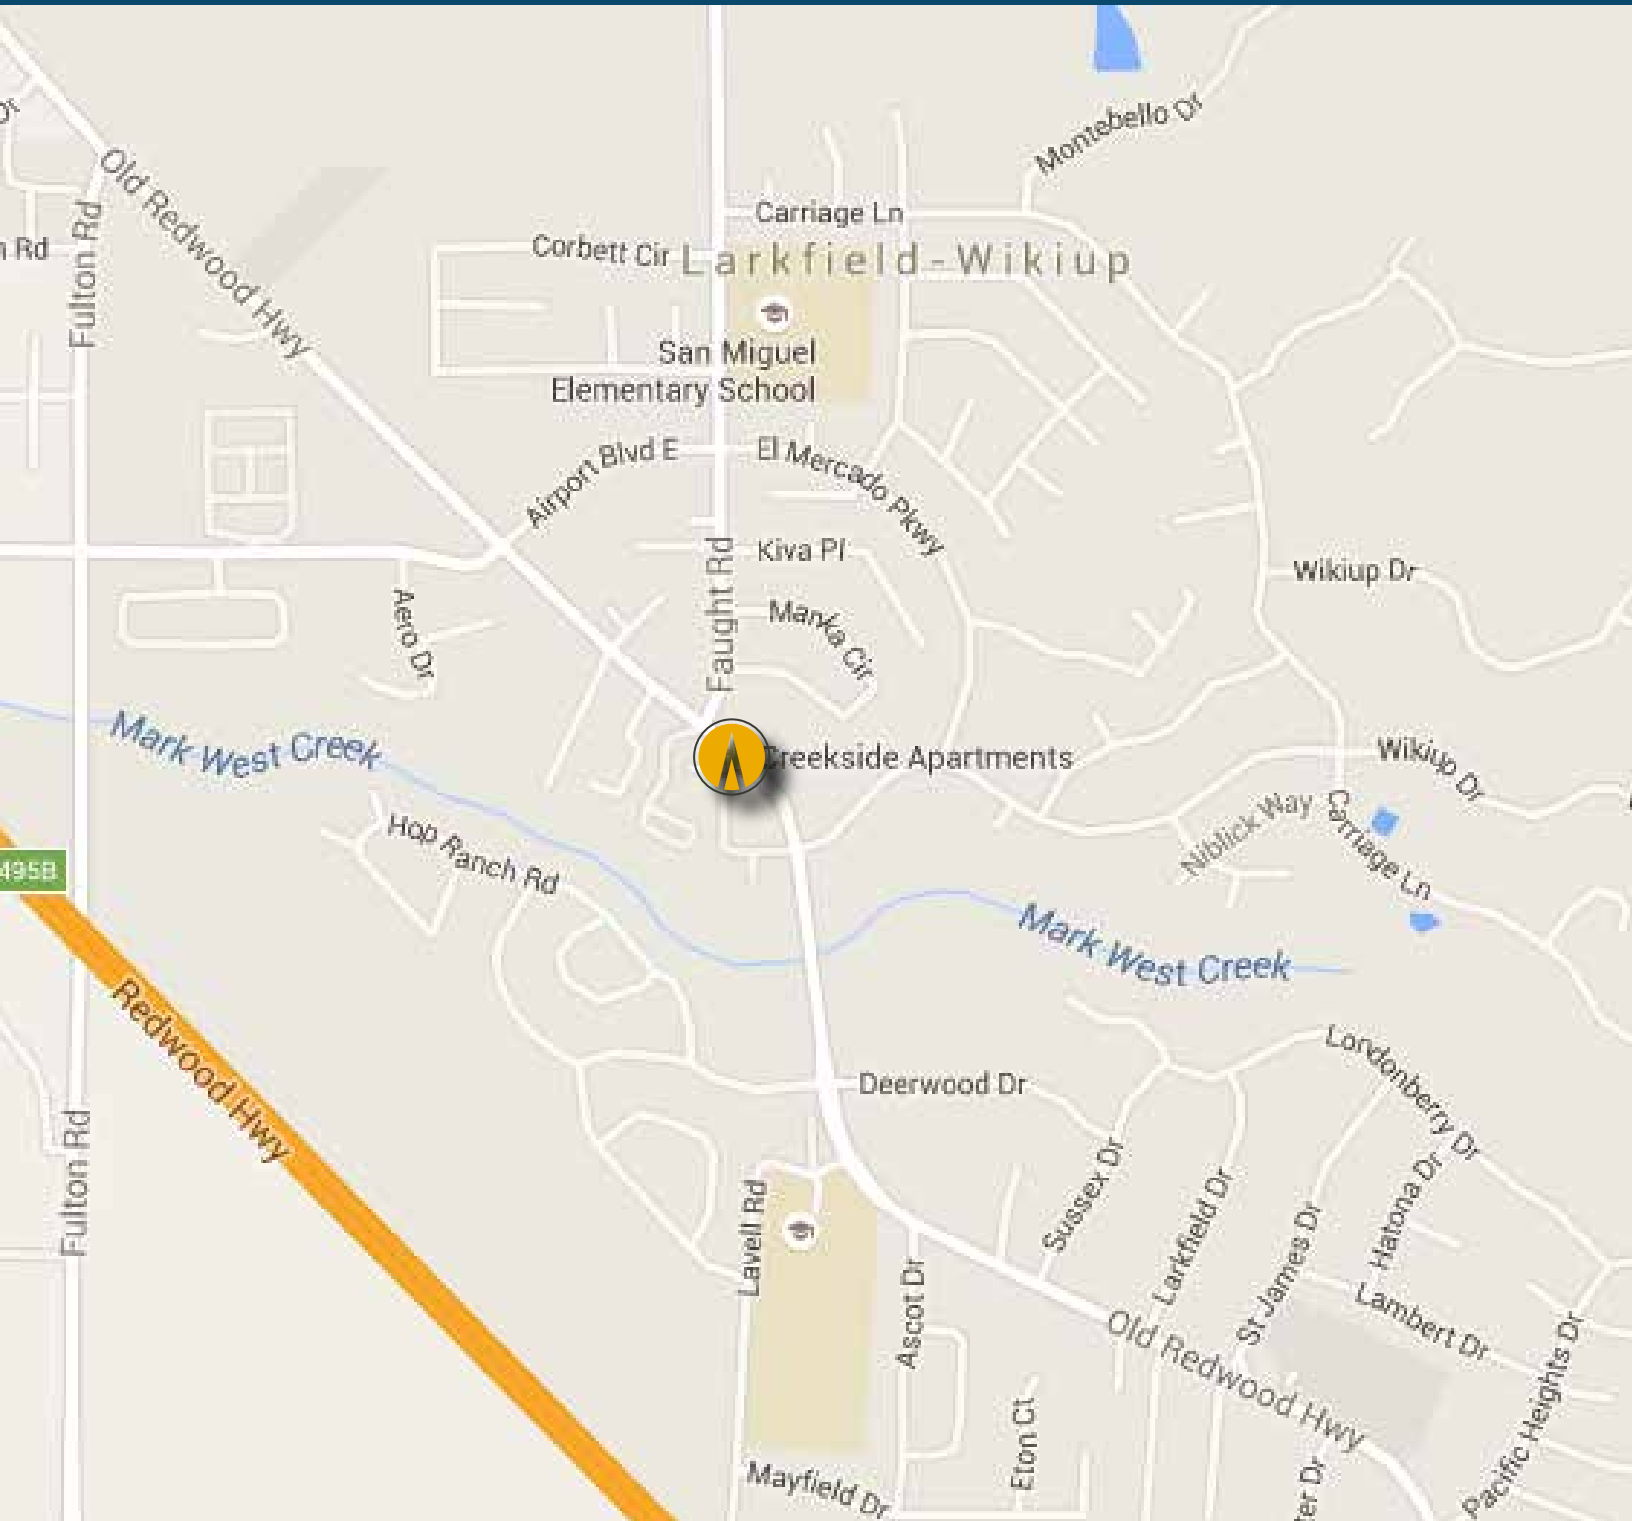 Montebello Dr
Old Redwood Hwy
Carriage Ln
Fulton Rd
Rd
Corbett Cir
Larkfield-Wikiup
San Miguel
Elementary School
Airport Blvd E
El Mercado Pkwy
Kiva Pl
Faught Rd
Wikiup Dr
Manka Cir
Aero Dr
Mark West Creek
Creekside Apartments
Wikiup Dr
Niblick Way
Carriage Ln
Hop Ranch Rd
495B
Mark West Creek
Redwood Hwy
Londonberry Dr
Deerwood Dr
Fulton Rd
Sussex Dr
Larkfield Dr
Hatona Dr
St James Dr
Lavell Rd
Ascot Dr
Lambert Dr
Old Redwood Hwy
Pacific Heights Dr
Eton Ct
Mayfield Dr
ter Dr